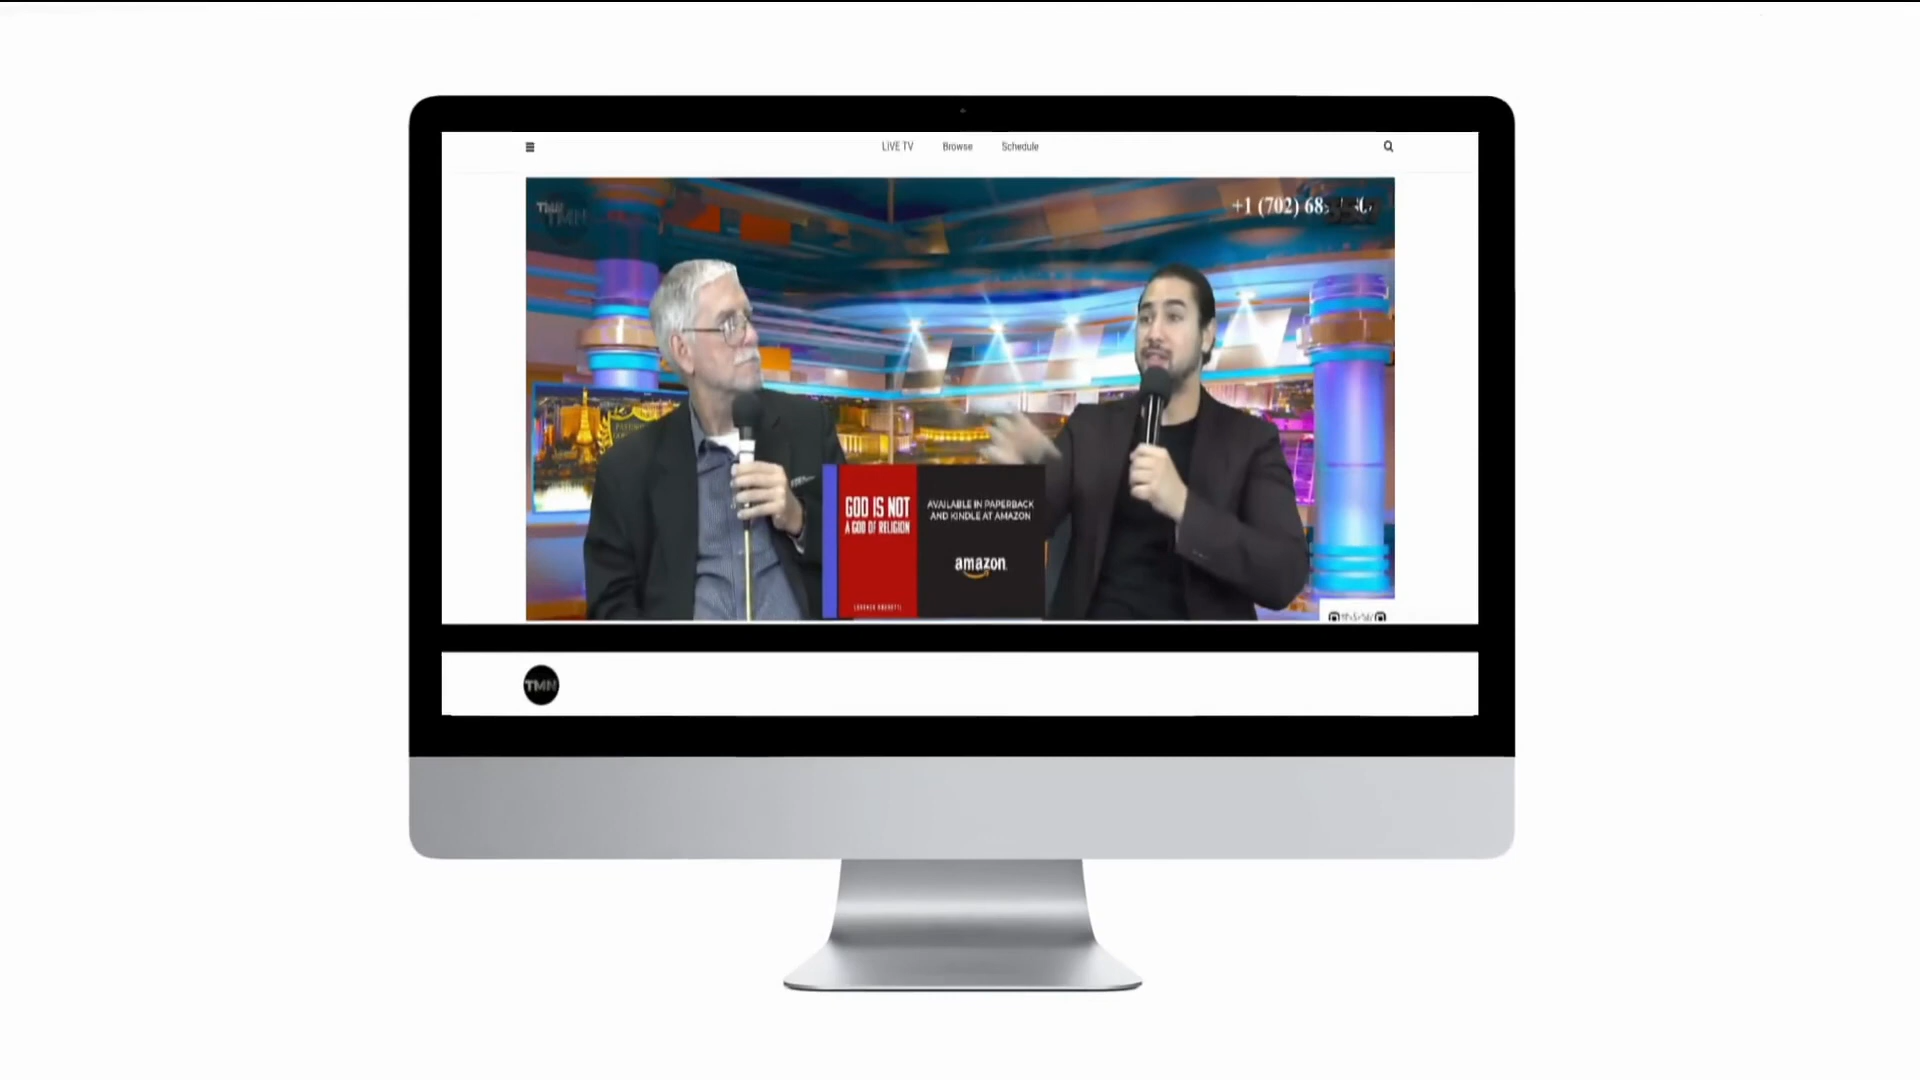 LiVE TV Browse Schedule
TMN
+1 (702) 68
GOD IS NOT
A GOD OF RELIGION
AVAILABLE IN PAPERBACK
AND KINDLE AT AMAZON
amazon
TMN